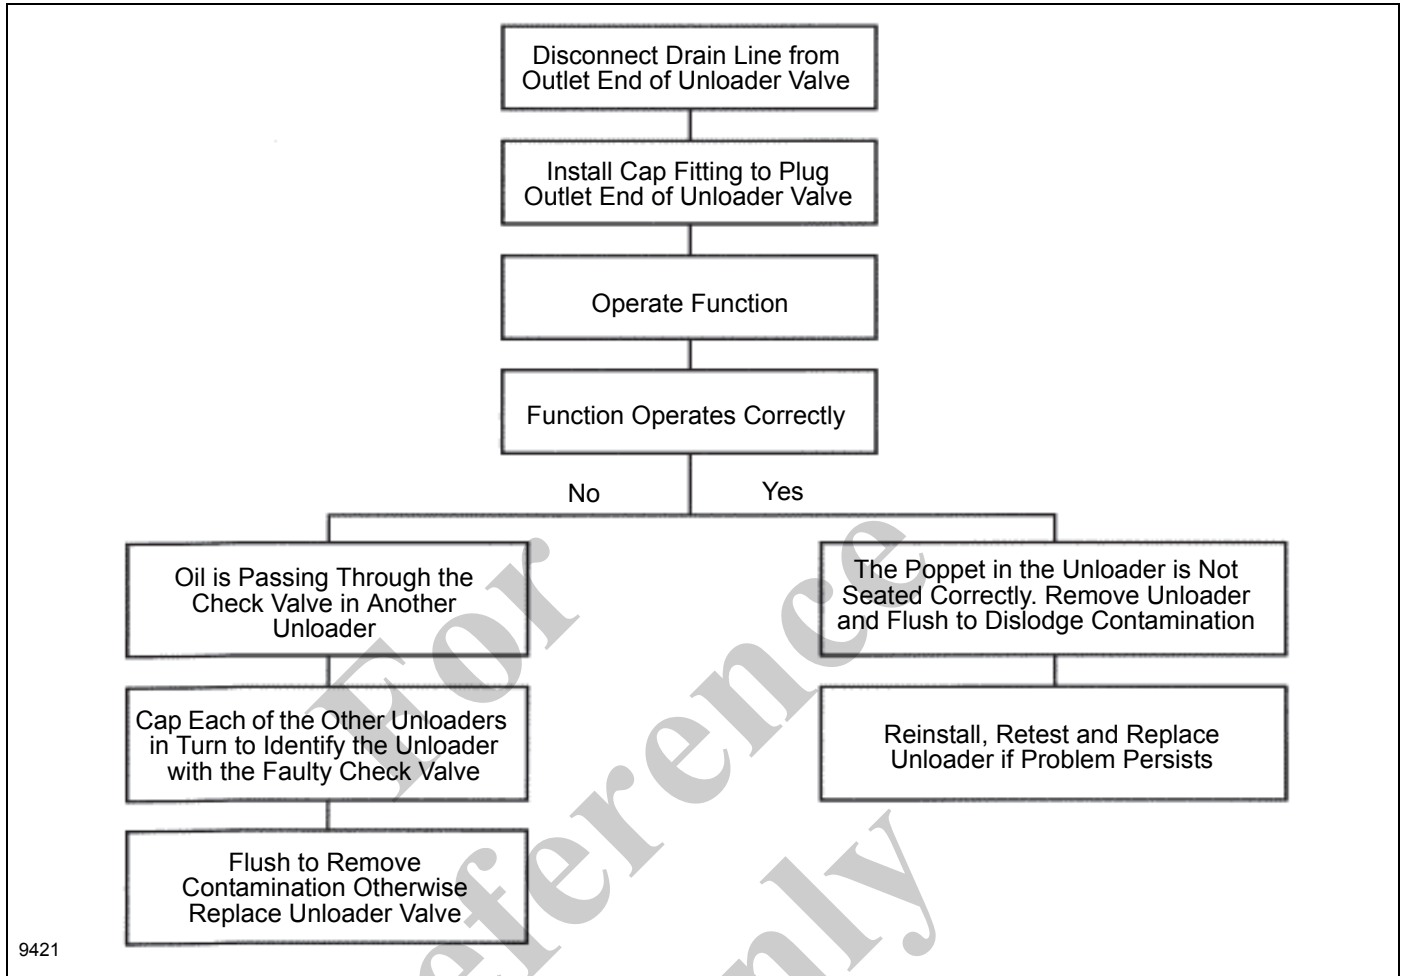 Disconnect Drain Line from
Outlet End of Unloader Valve
Install Cap Fitting to Plug
Outlet End of Unloader Valve
Operate Function
Function Operates Correctly
No
Yes
Oil is Passing Through the
Check Valve in Another
Unloader
Cap Each of the Other Unloaders
in Turn to Identify the Unloader
with the Faulty Check Valve
Flush to Remove
Contamination Otherwise
Replace Unloader Valve
The Poppet in the Unloader is Not
Seated Correctly. Remove Unloader
and Flush to Dislodge Contamination
Reinstall, Retest and Replace
Unloader if Problem Persists
9421
For
eference
only